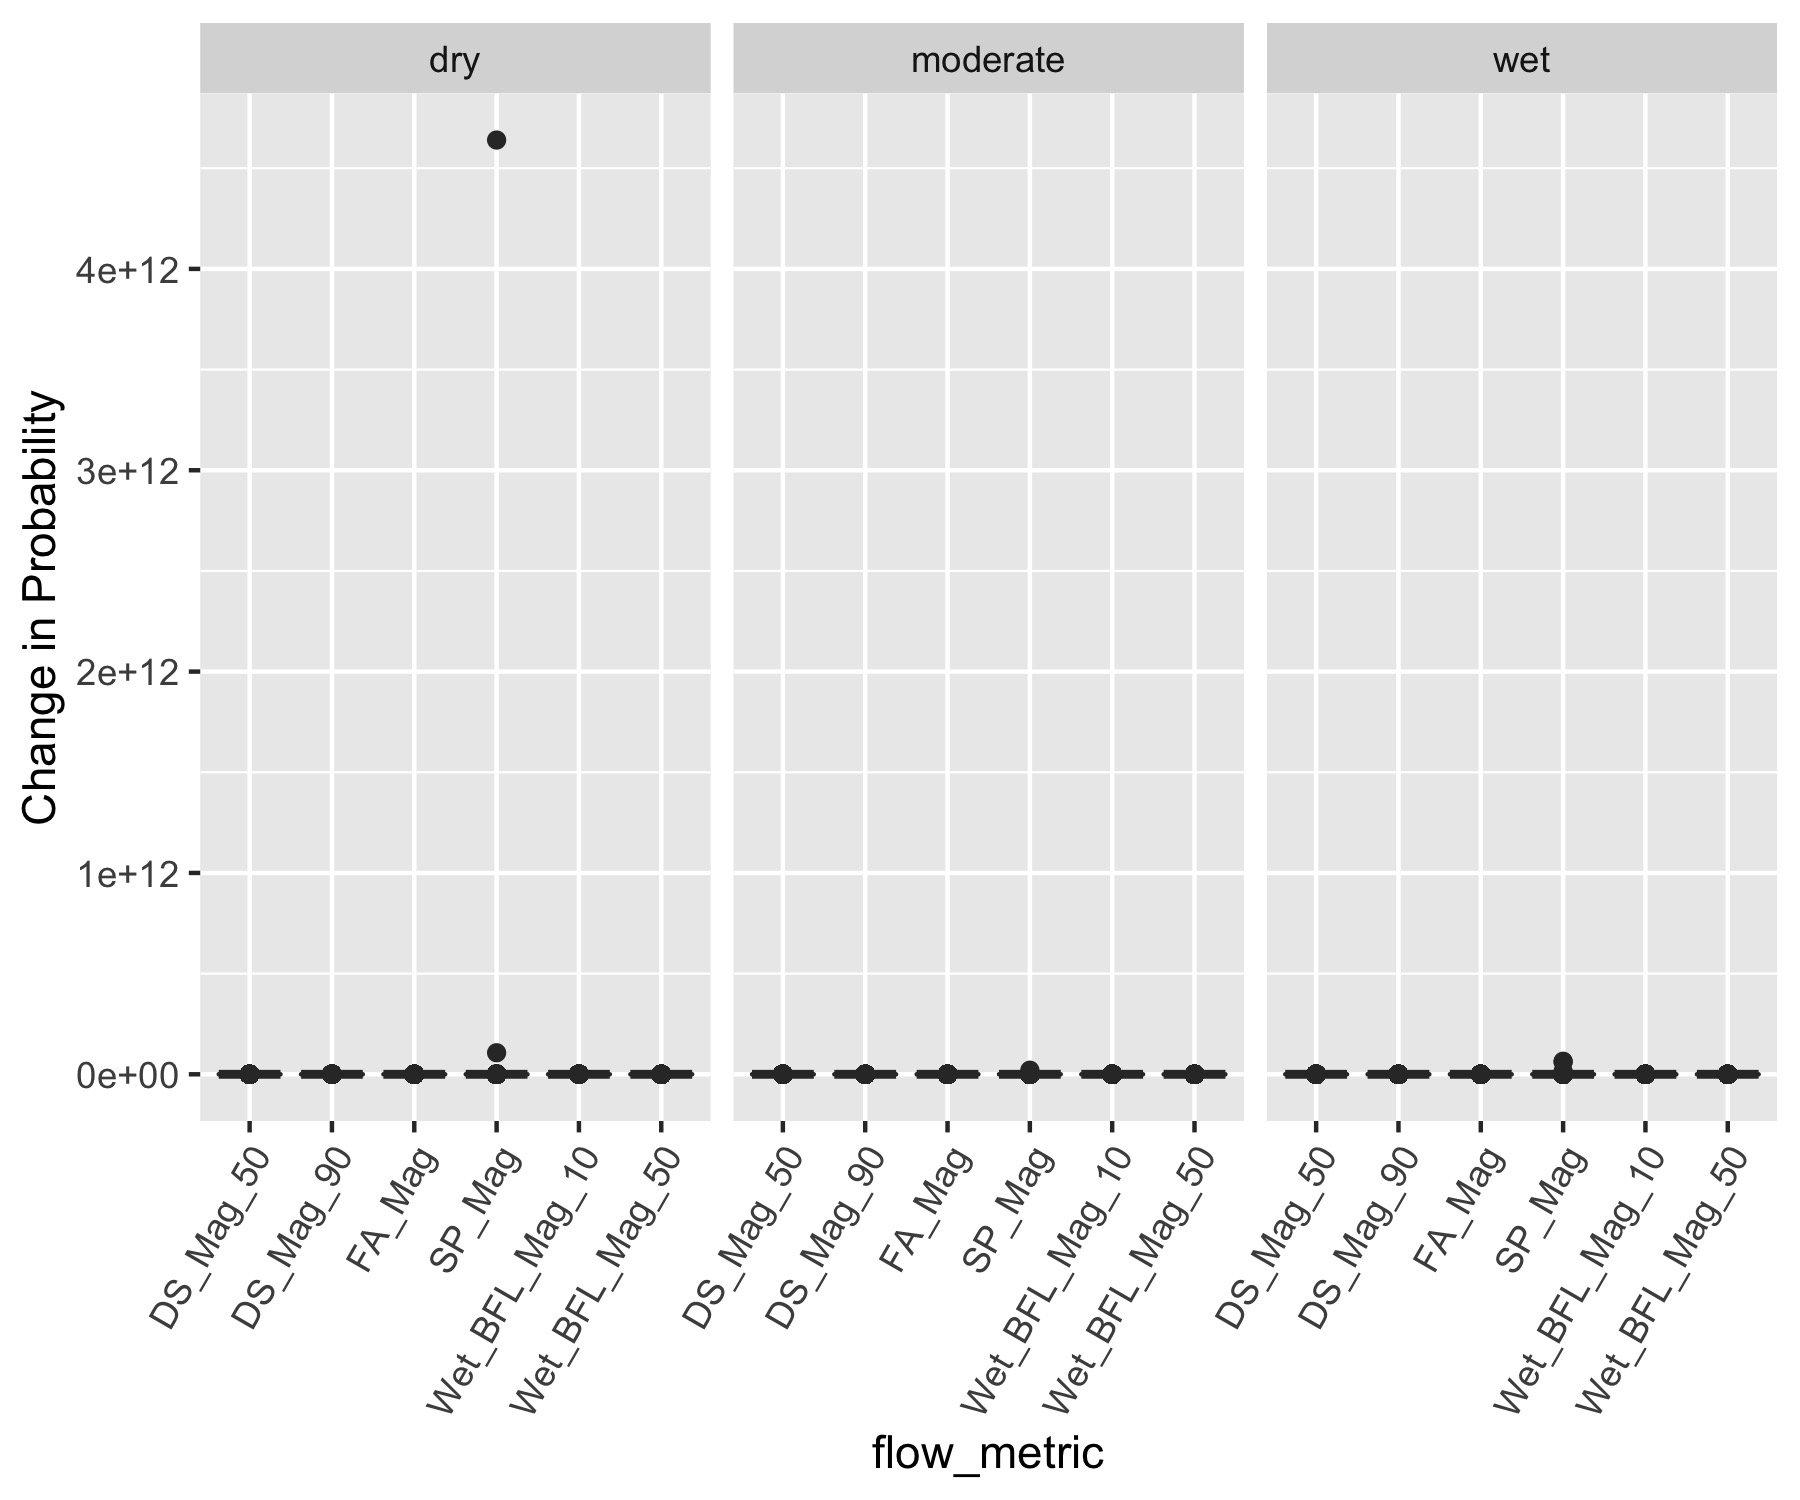 dry
moderate
wet
Change in Probability
4e+12
3e+12
2e+12
1e+12
0e+00
DS_Mag_50
DS_Mag_90
FA_Mag
SP_Mag
Wet_BFL_Mag_10
Wet_BFL_Mag_50
DS_Mag_50
DS_Mag_90
FA_Mag
SP_Mag
Wet_BFL_Mag_10
Wet_BFL_Mag_50
DS_Mag_50
DS_Mag_90
FA_Mag
SP_Mag
Wet_BFL_Mag_10
Wet_BFL_Mag_50
flow_metric